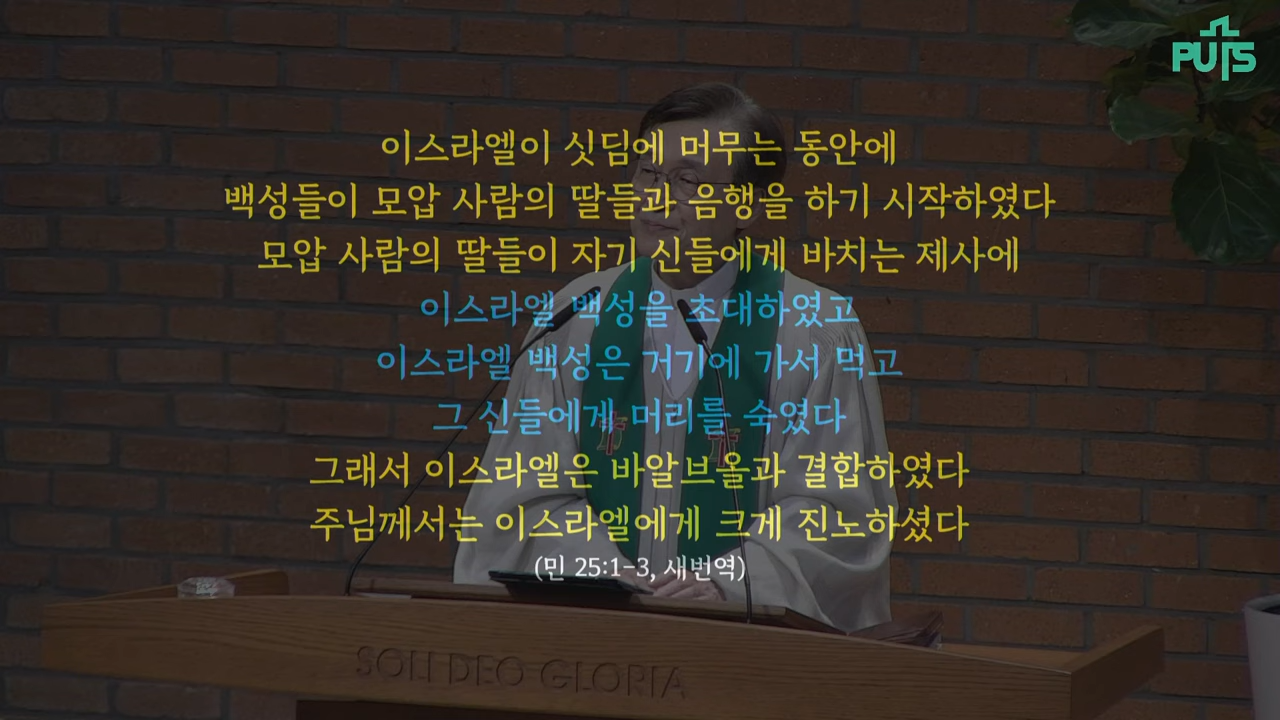 PUTS
이스라엘이 싯딤에 머무는 동안에
백성들이 모압 사람의 딸들과 음행을 하기 시작하였다
모압 사람의 딸들이 자기 신들에게 바치는 제사에
이스라엘 백성을 초대하였고
이스라엘 백성은 거기에 가서 먹고
그 신들에게 머리를 숙였다
그래서 이스라엘은 바알브올과 결합하였다
주님께서는 이스라엘에게 크게 진노하셨다
(민 25:1-3, 새번역)
SOLI DEO GLORIA